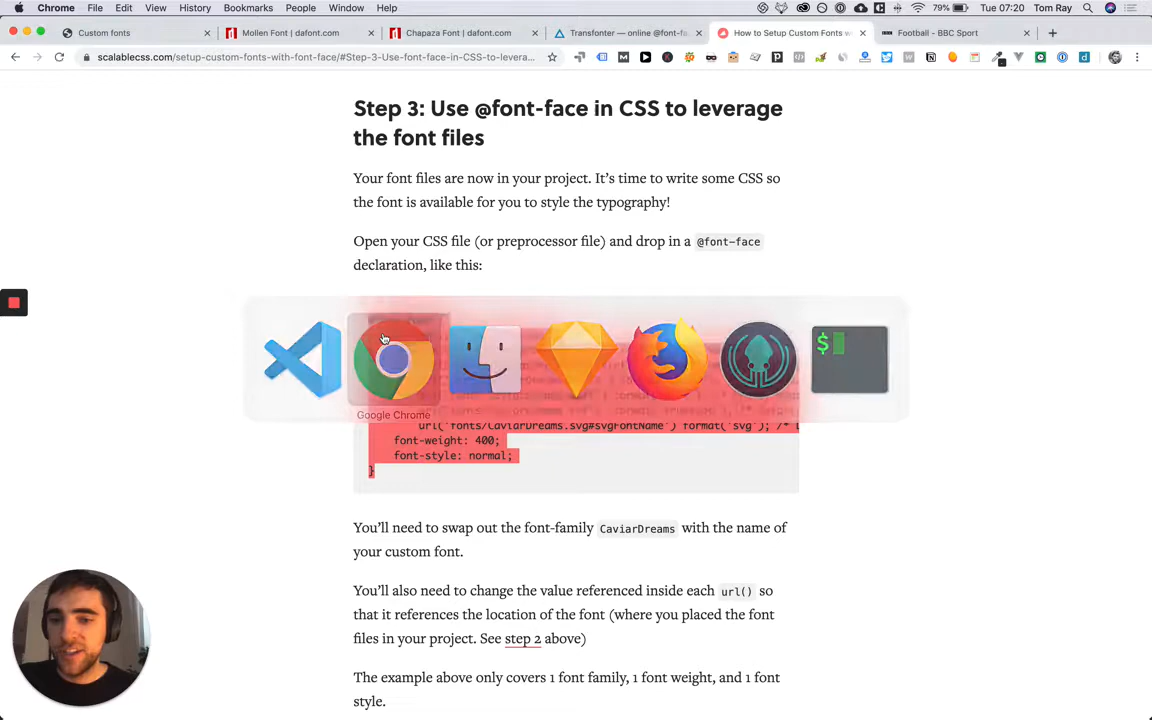 Chrome File Edit View History Bookmarks People Window Help 79% Tue 07:20 Tom Ray
Custom fonts
Mollen Font | dafont.com
Chapaza Font | dafont.com
Transfonter — online @font-fa
How to Setup Custom Fonts w
Football - BBC Sport
scalablecss.com/setup-custom-fonts-with-font-face/#Step-3-Use-font-face-in-CSS-to-levera...
Step 3: Use @font-face in CSS to leverage
the font files
Your font files are now in your project. It's time to write some CSS so
the font is available for you to style the typography!
Open your CSS file (or preprocessor file) and drop in a @font-face
declaration, like this:
$
Google Chrome
url('fonts/CaviarDreams.svg#svgFontName') format('svg'); /* L
font-weight: 400;
font-style: normal;
}
You'll need to swap out the font-family CaviarDreams with the name of
your custom font.
You'll also need to change the value referenced inside each url() so
that it references the location of the font (where you placed the font
files in your project. See step 2 above)
The example above only covers 1 font family, 1 font weight, and 1 font
style.